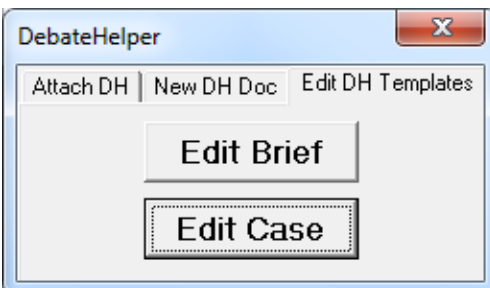 DebateHelper
Attach DH New DH Doc Edit DH Templates
Edit Brief
Edit Case